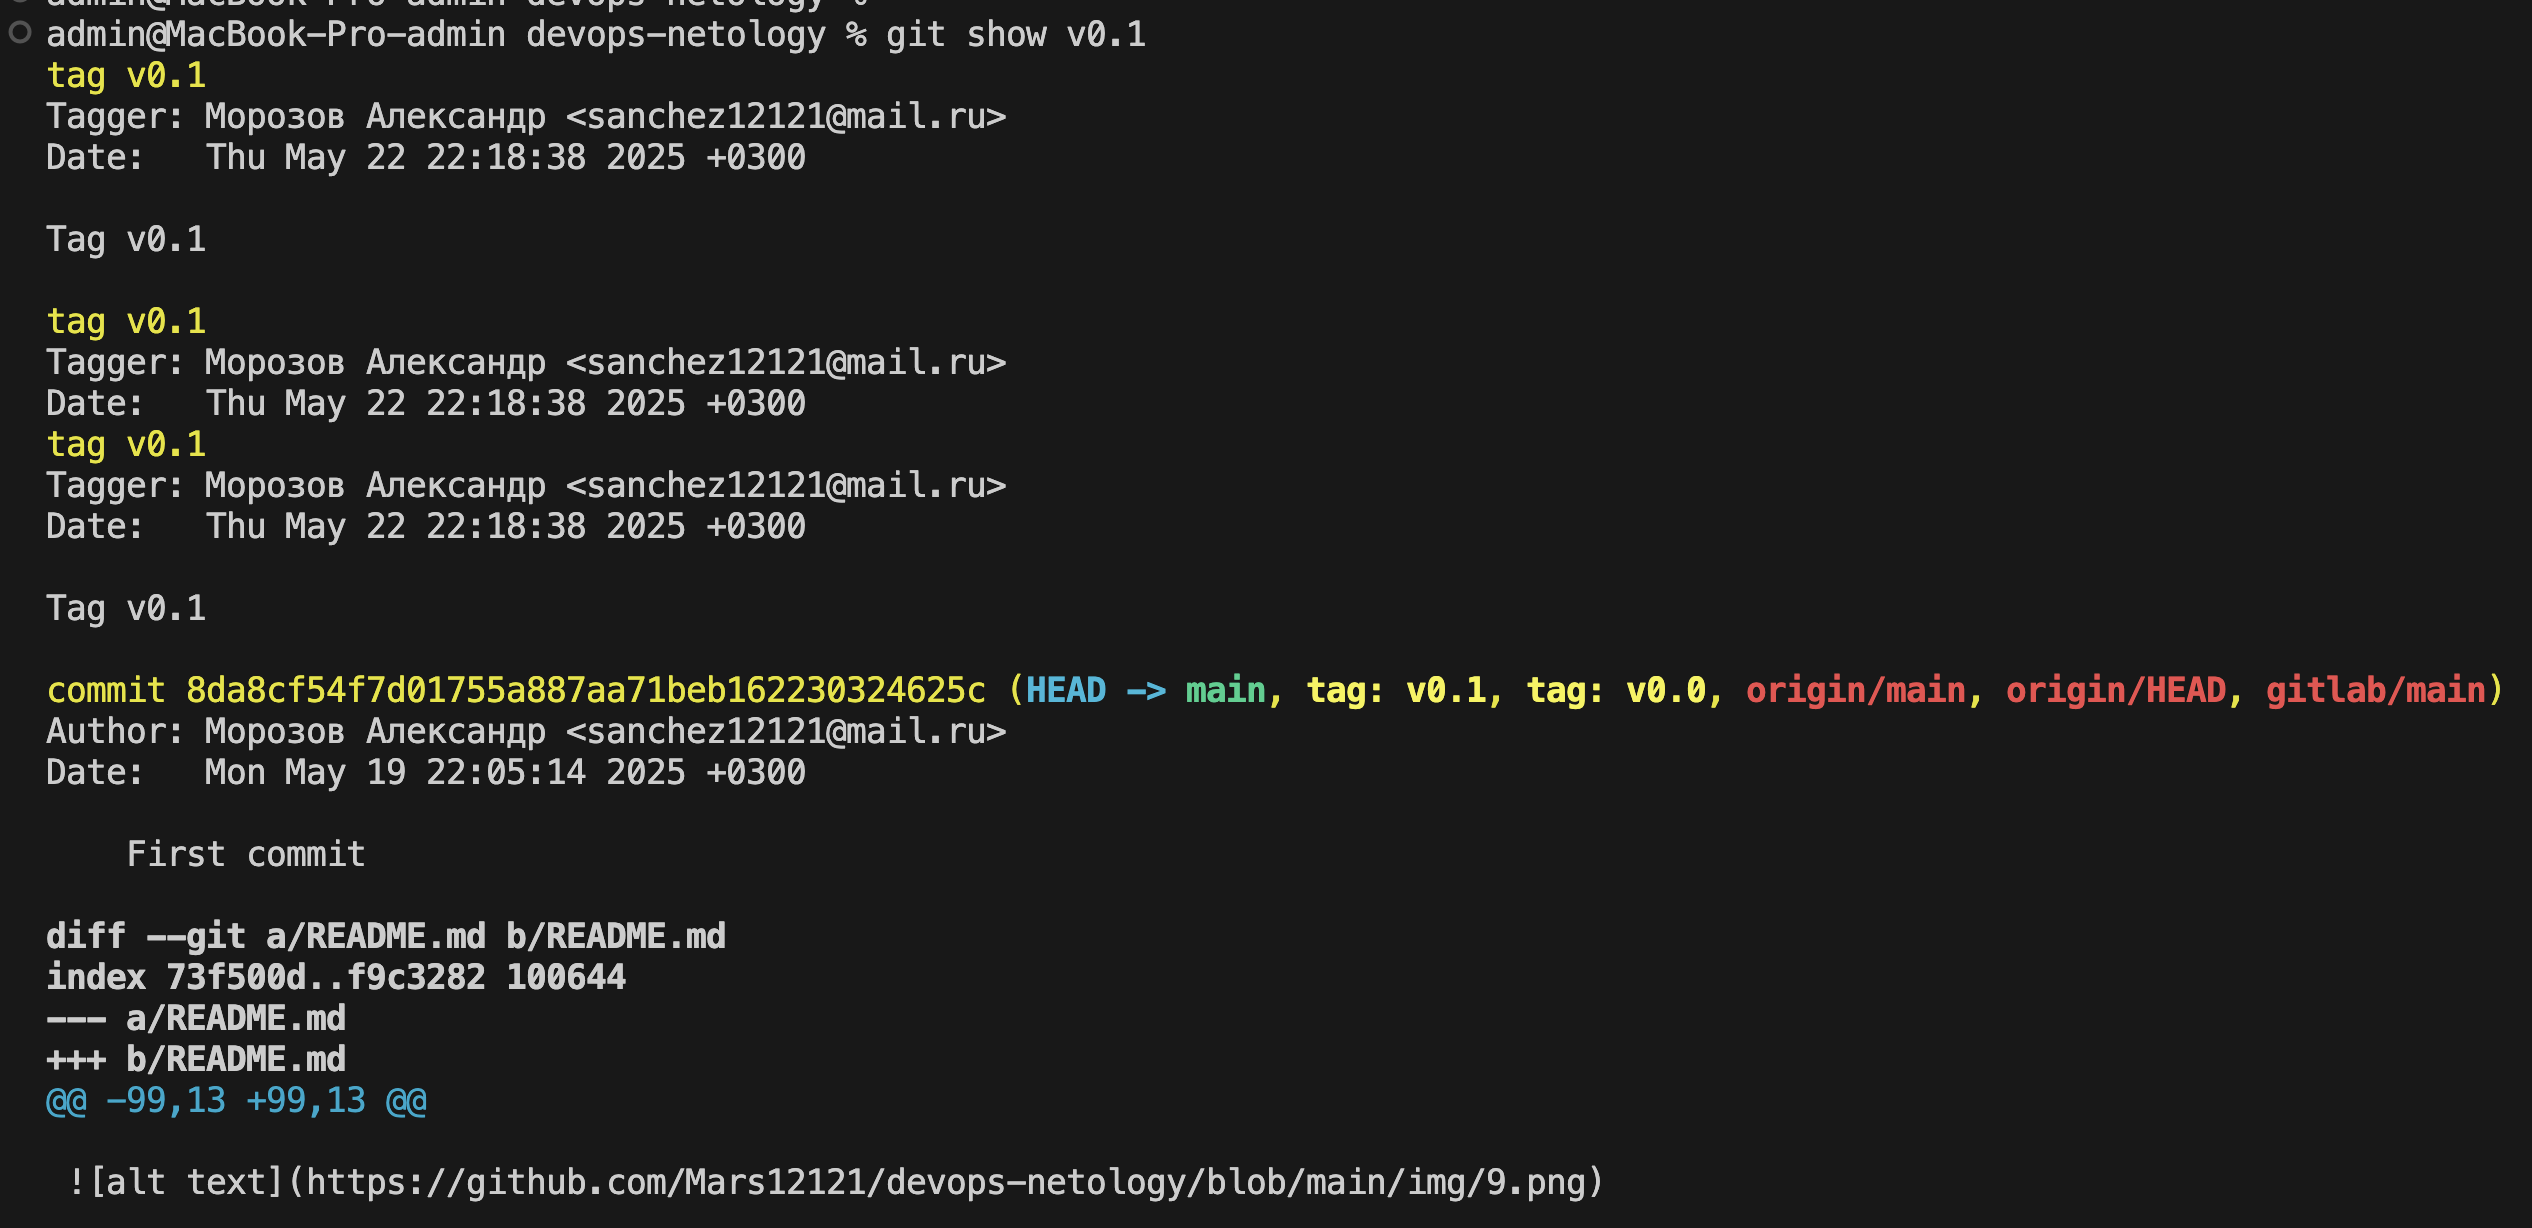 admin@MacBook-Pro-admin devops-netology %
admin@MacBook-Pro-admin devops-netology % git show v0.1
tag v0.1
Tagger: Морозов Александр <sanchez12121@mail.ru>
Date:   Thu May 22 22:18:38 2025 +0300
Tag v0.1
tag v0.1
Tagger: Морозов Александр <sanchez12121@mail.ru>
Date:   Thu May 22 22:18:38 2025 +0300
tag v0.1
Tagger: Морозов Александр <sanchez12121@mail.ru>
Date:   Thu May 22 22:18:38 2025 +0300
Tag v0.1
commit 8da8cf54f7d01755a887aa71beb162230324625c (HEAD -> main, tag: v0.1, tag: v0.0, origin/main, origin/HEAD, gitlab/main)
Author: Морозов Александр <sanchez12121@mail.ru>
Date:   Mon May 19 22:05:14 2025 +0300
First commit
diff --git a/README.md b/README.md
index 73f500d..f9c3282 100644
--- a/README.md
+++ b/README.md
@@ -99,13 +99,13 @@
![alt text](https://github.com/Mars12121/devops-netology/blob/main/img/9.png)